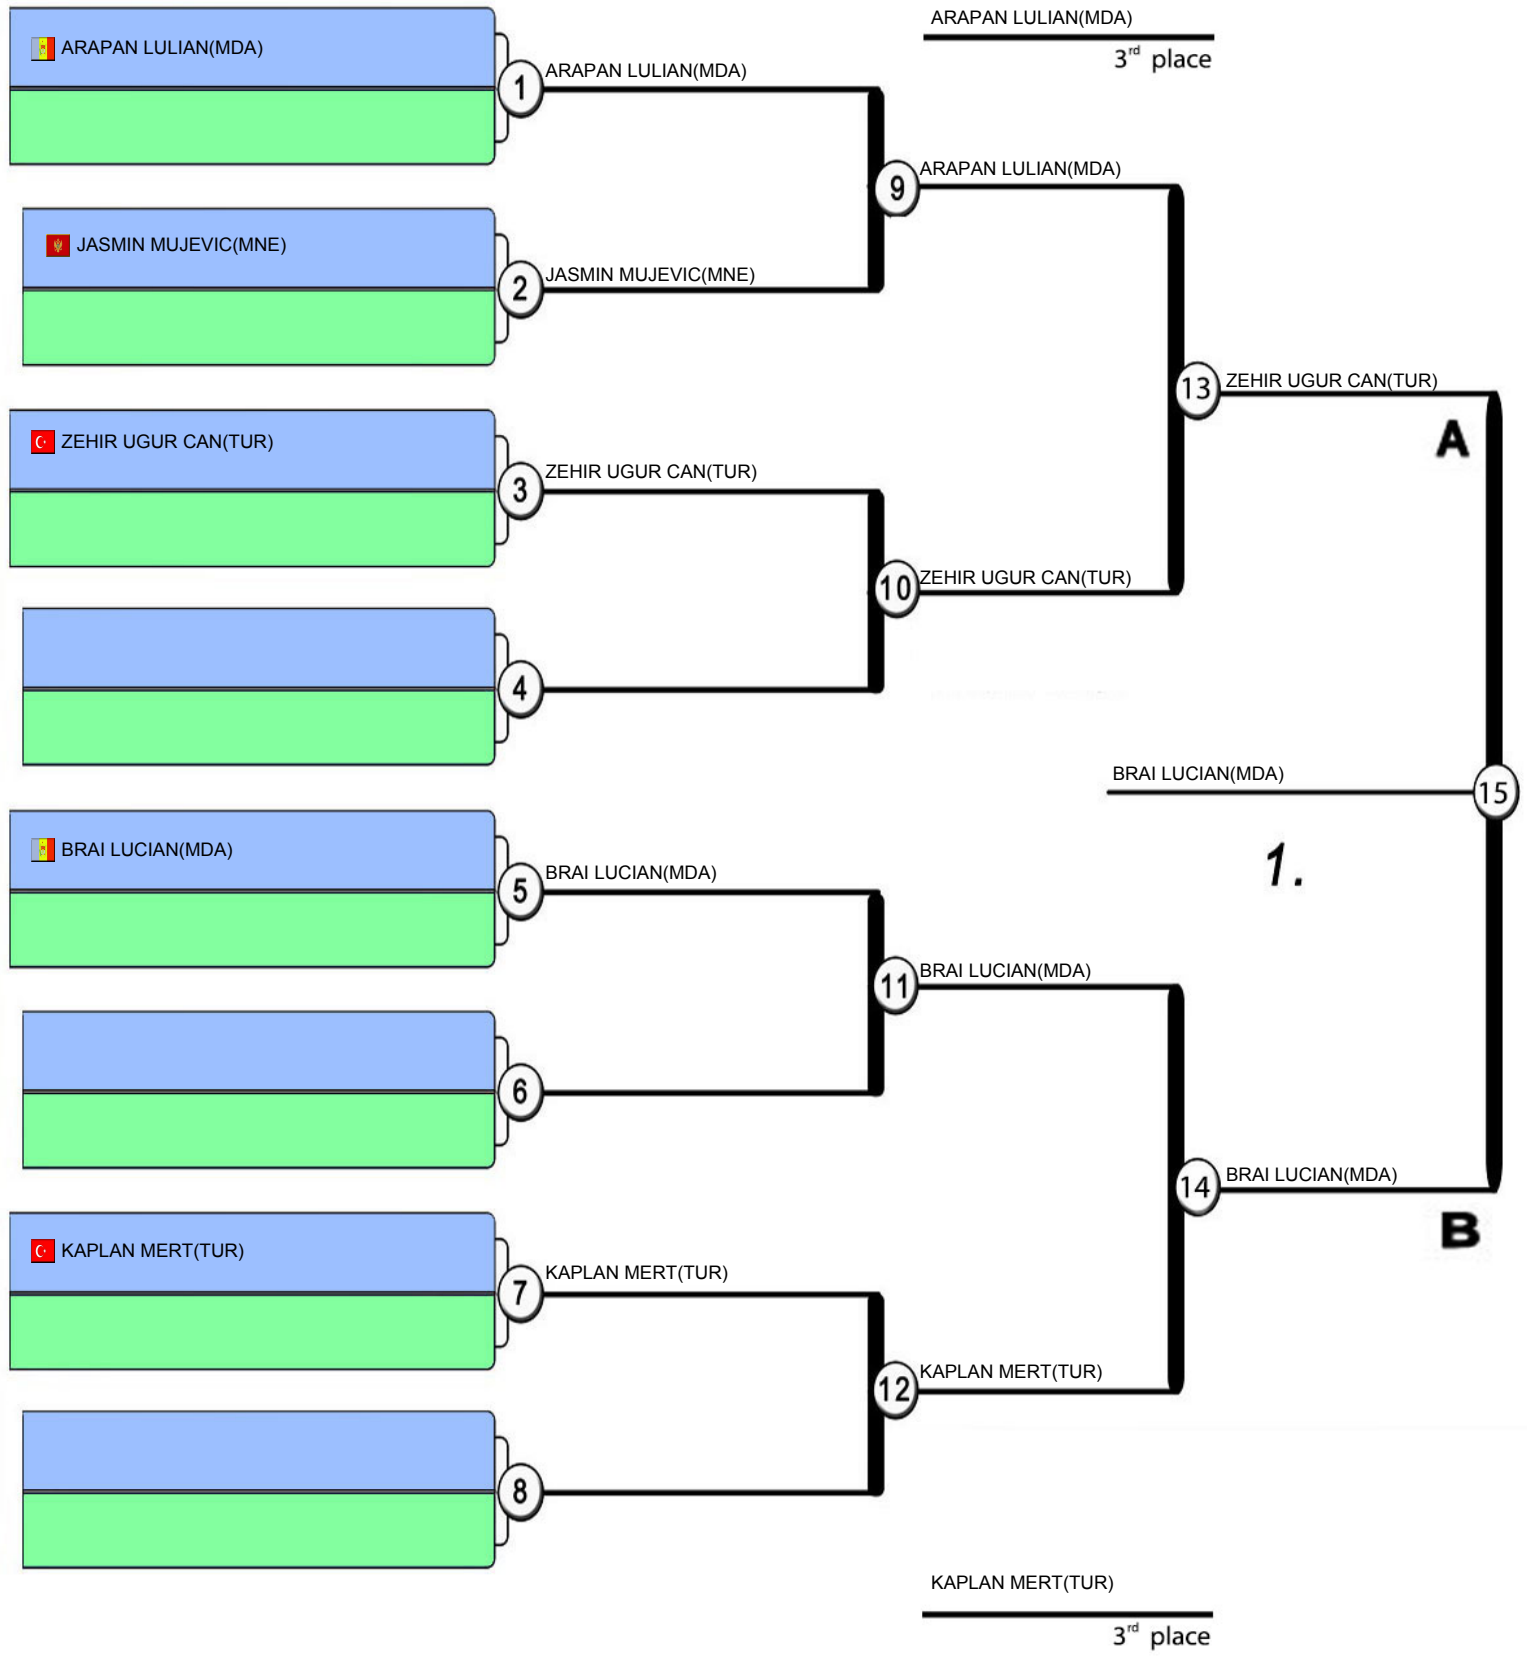 ARAPAN LULIAN(MDA)
3rd place
ARAPAN LULIAN(MDA)
1
ARAPAN LULIAN(MDA)
9
ARAPAN LULIAN(MDA)
JASMIN MUJEVIC(MNE)
2
JASMIN MUJEVIC(MNE)
13
ZEHIR UGUR CAN(TUR)
A
ZEHIR UGUR CAN(TUR)
3
ZEHIR UGUR CAN(TUR)
10
ZEHIR UGUR CAN(TUR)
4
BRAI LUCIAN(MDA)
15
1.
BRAI LUCIAN(MDA)
5
BRAI LUCIAN(MDA)
11
BRAI LUCIAN(MDA)
6
14
BRAI LUCIAN(MDA)
B
KAPLAN MERT(TUR)
7
KAPLAN MERT(TUR)
12
KAPLAN MERT(TUR)
8
KAPLAN MERT(TUR)
3rd place